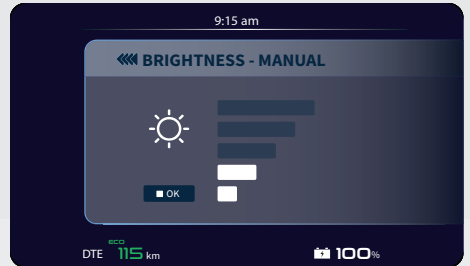 9:15 am
BRIGHTNESS - MANUAL
OK
ECO
DTE 115 km
100%